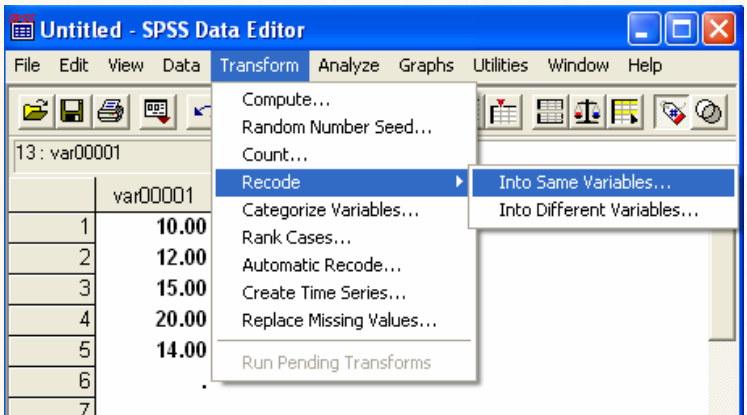 Untitled - SPSS Data Editor
File Edit View Data Transform Analyze Graphs Utilities Window Help
13 : var00001
var00001
1 10.00
2 12.00
3 15.00
4 20.00
5 14.00
6 .
7
Compute...
Random Number Seed...
Count...
Recode
Categorize Variables...
Rank Cases...
Automatic Recode...
Create Time Series...
Replace Missing Values...
Run Pending Transforms
Into Same Variables...
Into Different Variables...